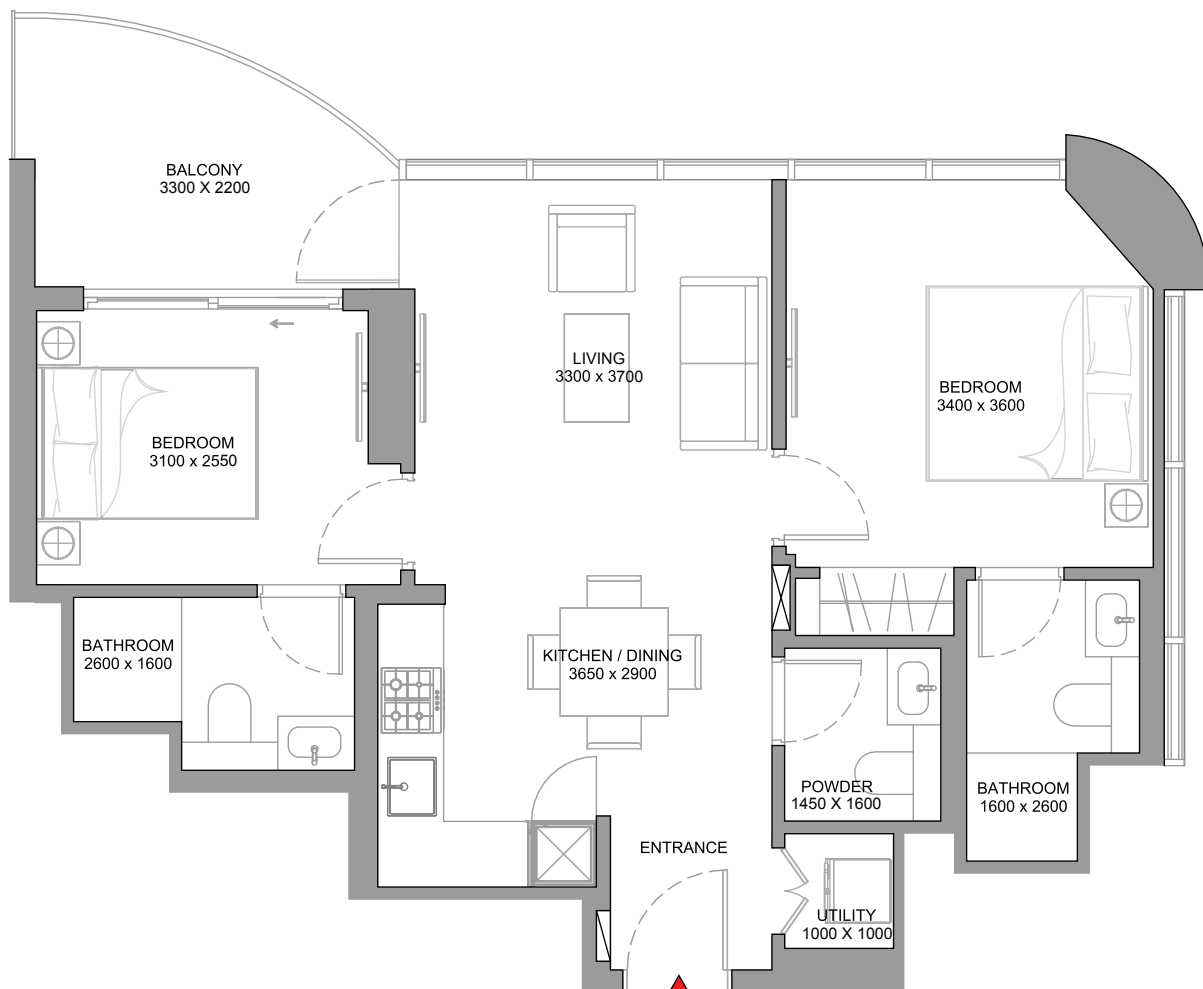 BALCONY
3300 X 2200
LIVING
3300 x 3700
BEDROOM
3400 x 3600
BEDROOM
3100 x 2550
BATHROOM
2600 x 1600
KITCHEN / DINING
3650 x 2900
POWDER
1450 X 1600
BATHROOM
1600 x 2600
ENTRANCE
UTILITY
1000 X 1000